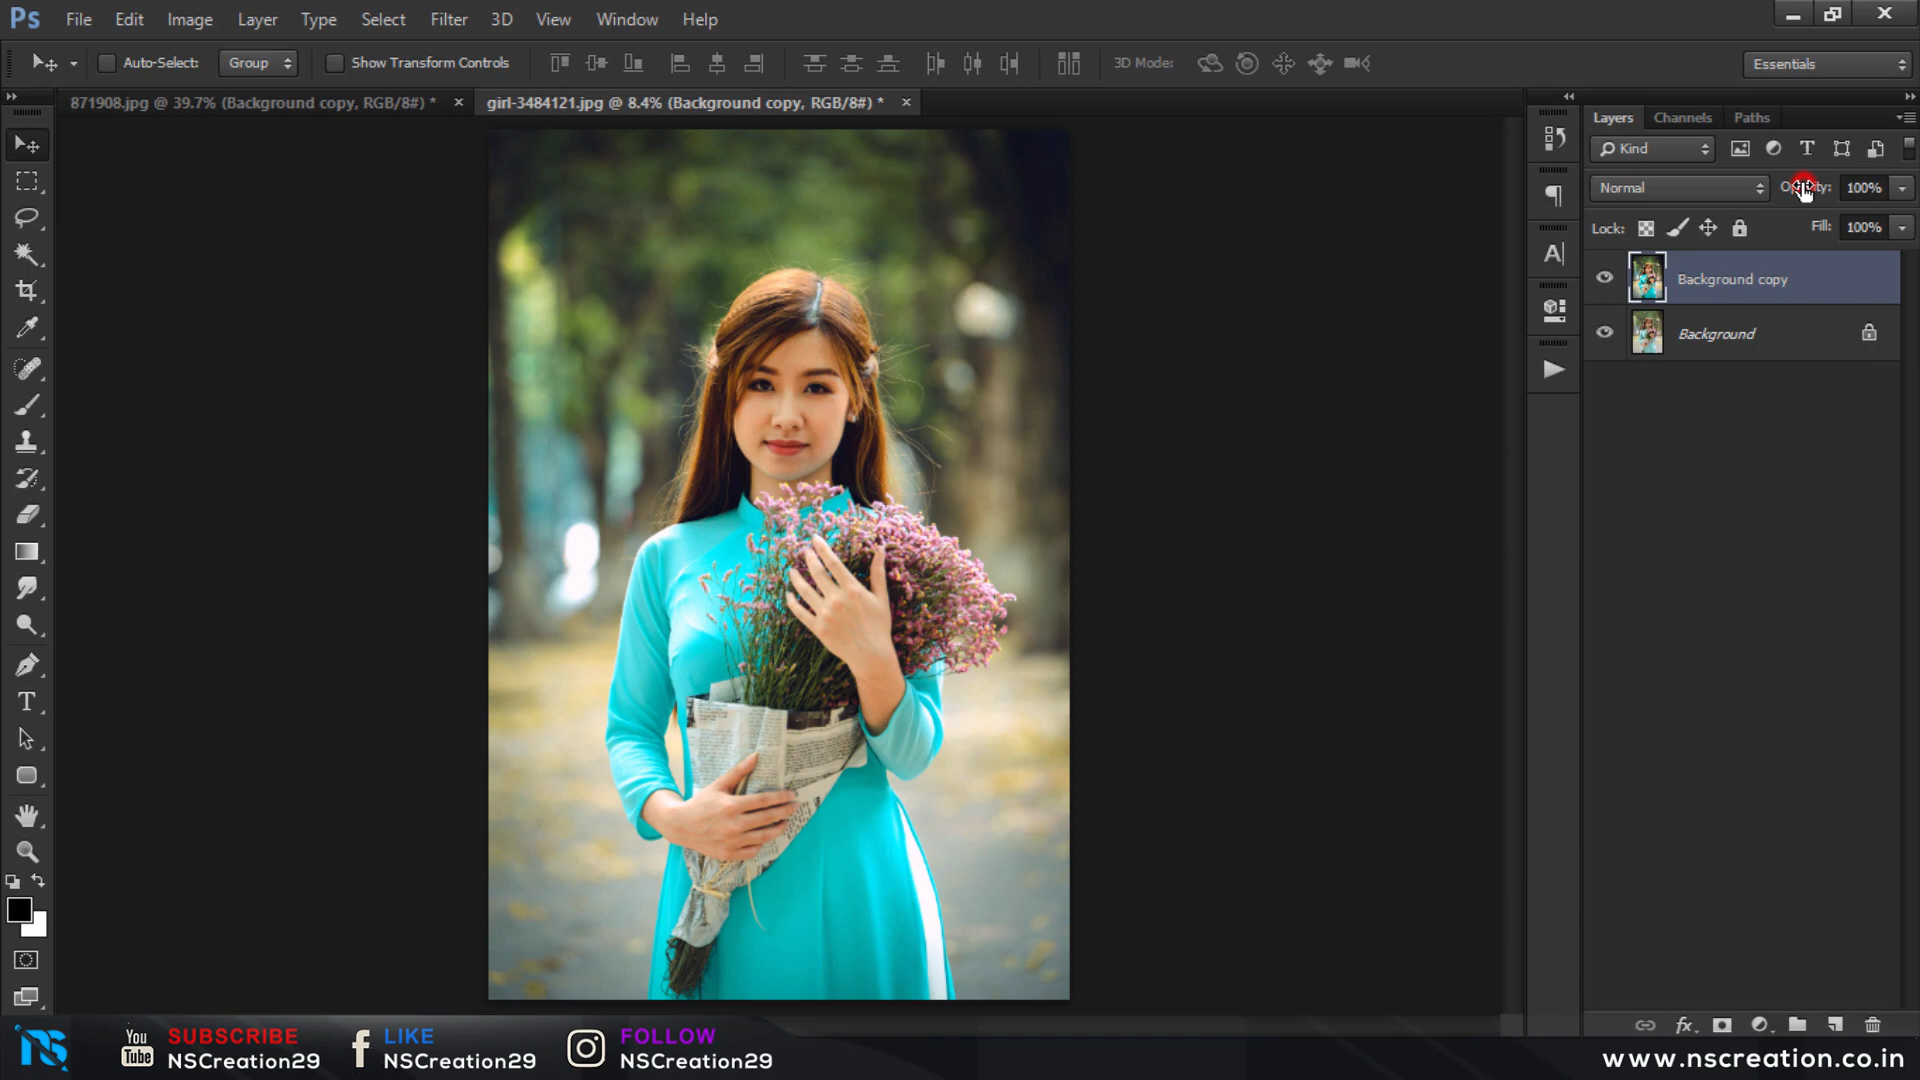 Ps File Edit Image Layer Type Select Filter 3D View Window Help
Auto-Select: Group Show Transform Controls 3D Mode: Essentials
871908.jpg @ 39.7% (Background copy, RGB/8#) * × girl-3484121.jpg @ 8.4% (Background copy, RGB/8#) * ×
Layers Channels Paths
Kind
Normal 100%
Lock: Fill: 100%
Background copy
Background
SUBSCRIBE
NSCreation29
You
Tube
LIKE
NSCreation29
FOLLOW
NSCreation29
www.nscreation.co.in